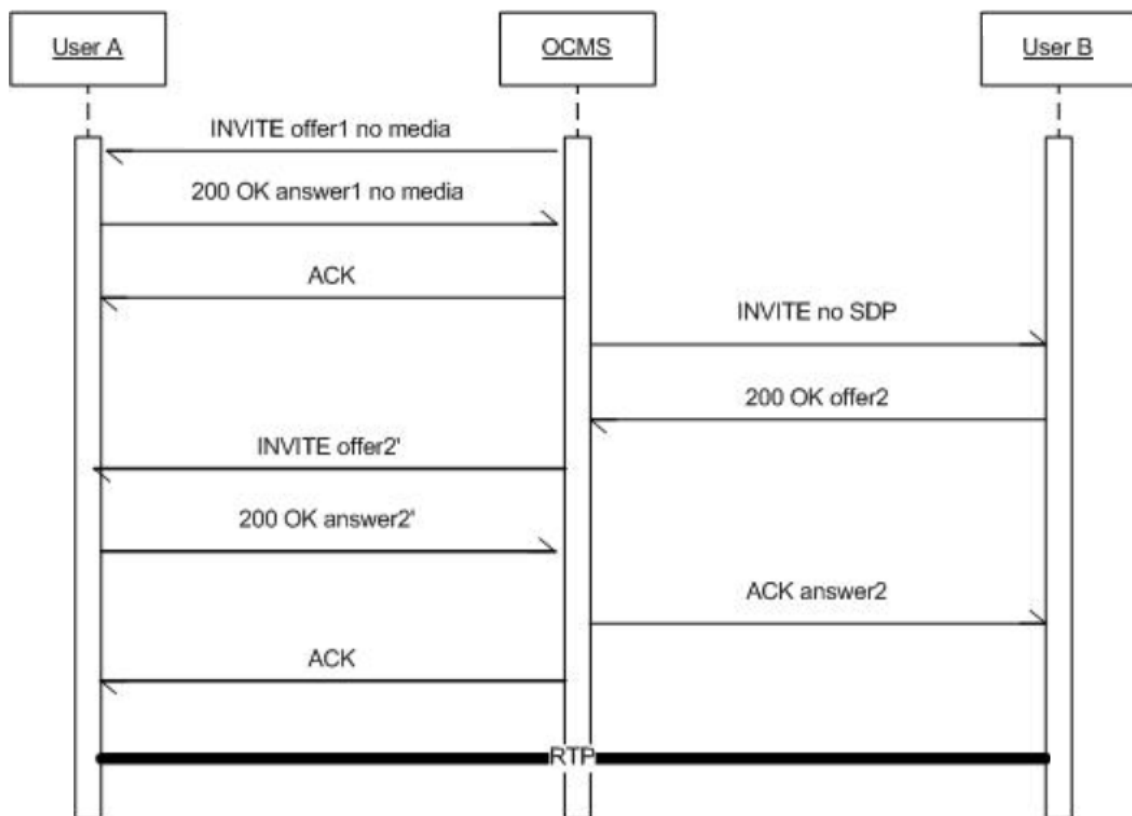 User A
OCMS
User B
INVITE offer1 no media
200 OK answer1 no media
ACK
INVITE no SDP
200 OK offer2
INVITE offer2'
200 OK answer2'
ACK answer2
ACK
RTP